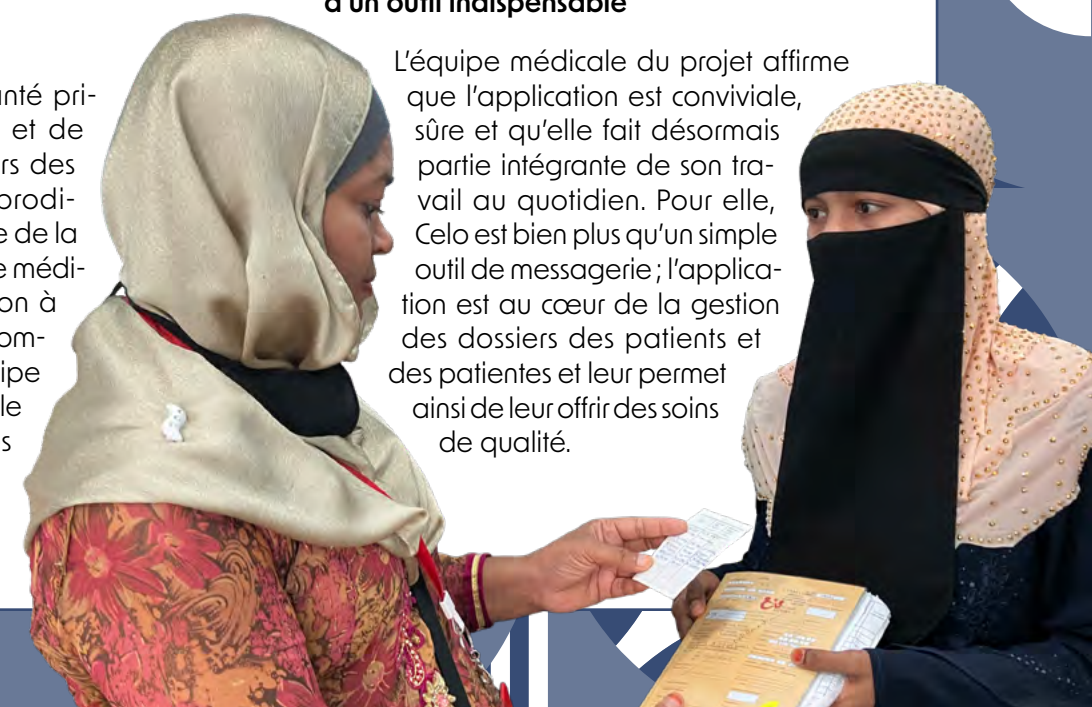 d'un outil indispensable
anté pri-
et de
rs des
prodi-
e de la
e médi-
on à
om-
ipe
le
s
L'équipe médicale du projet affirme
que l'application est conviviale,
sûre et qu'elle fait désormais
partie intégrante de son tra-
vail au quotidien. Pour elle,
Celo est bien plus qu'un simple
outil de messagerie ; l'applica-
tion est au cœur de la gestion
des dossiers des patients et
des patientes et leur permet
ainsi de leur offrir des soins
de qualité.